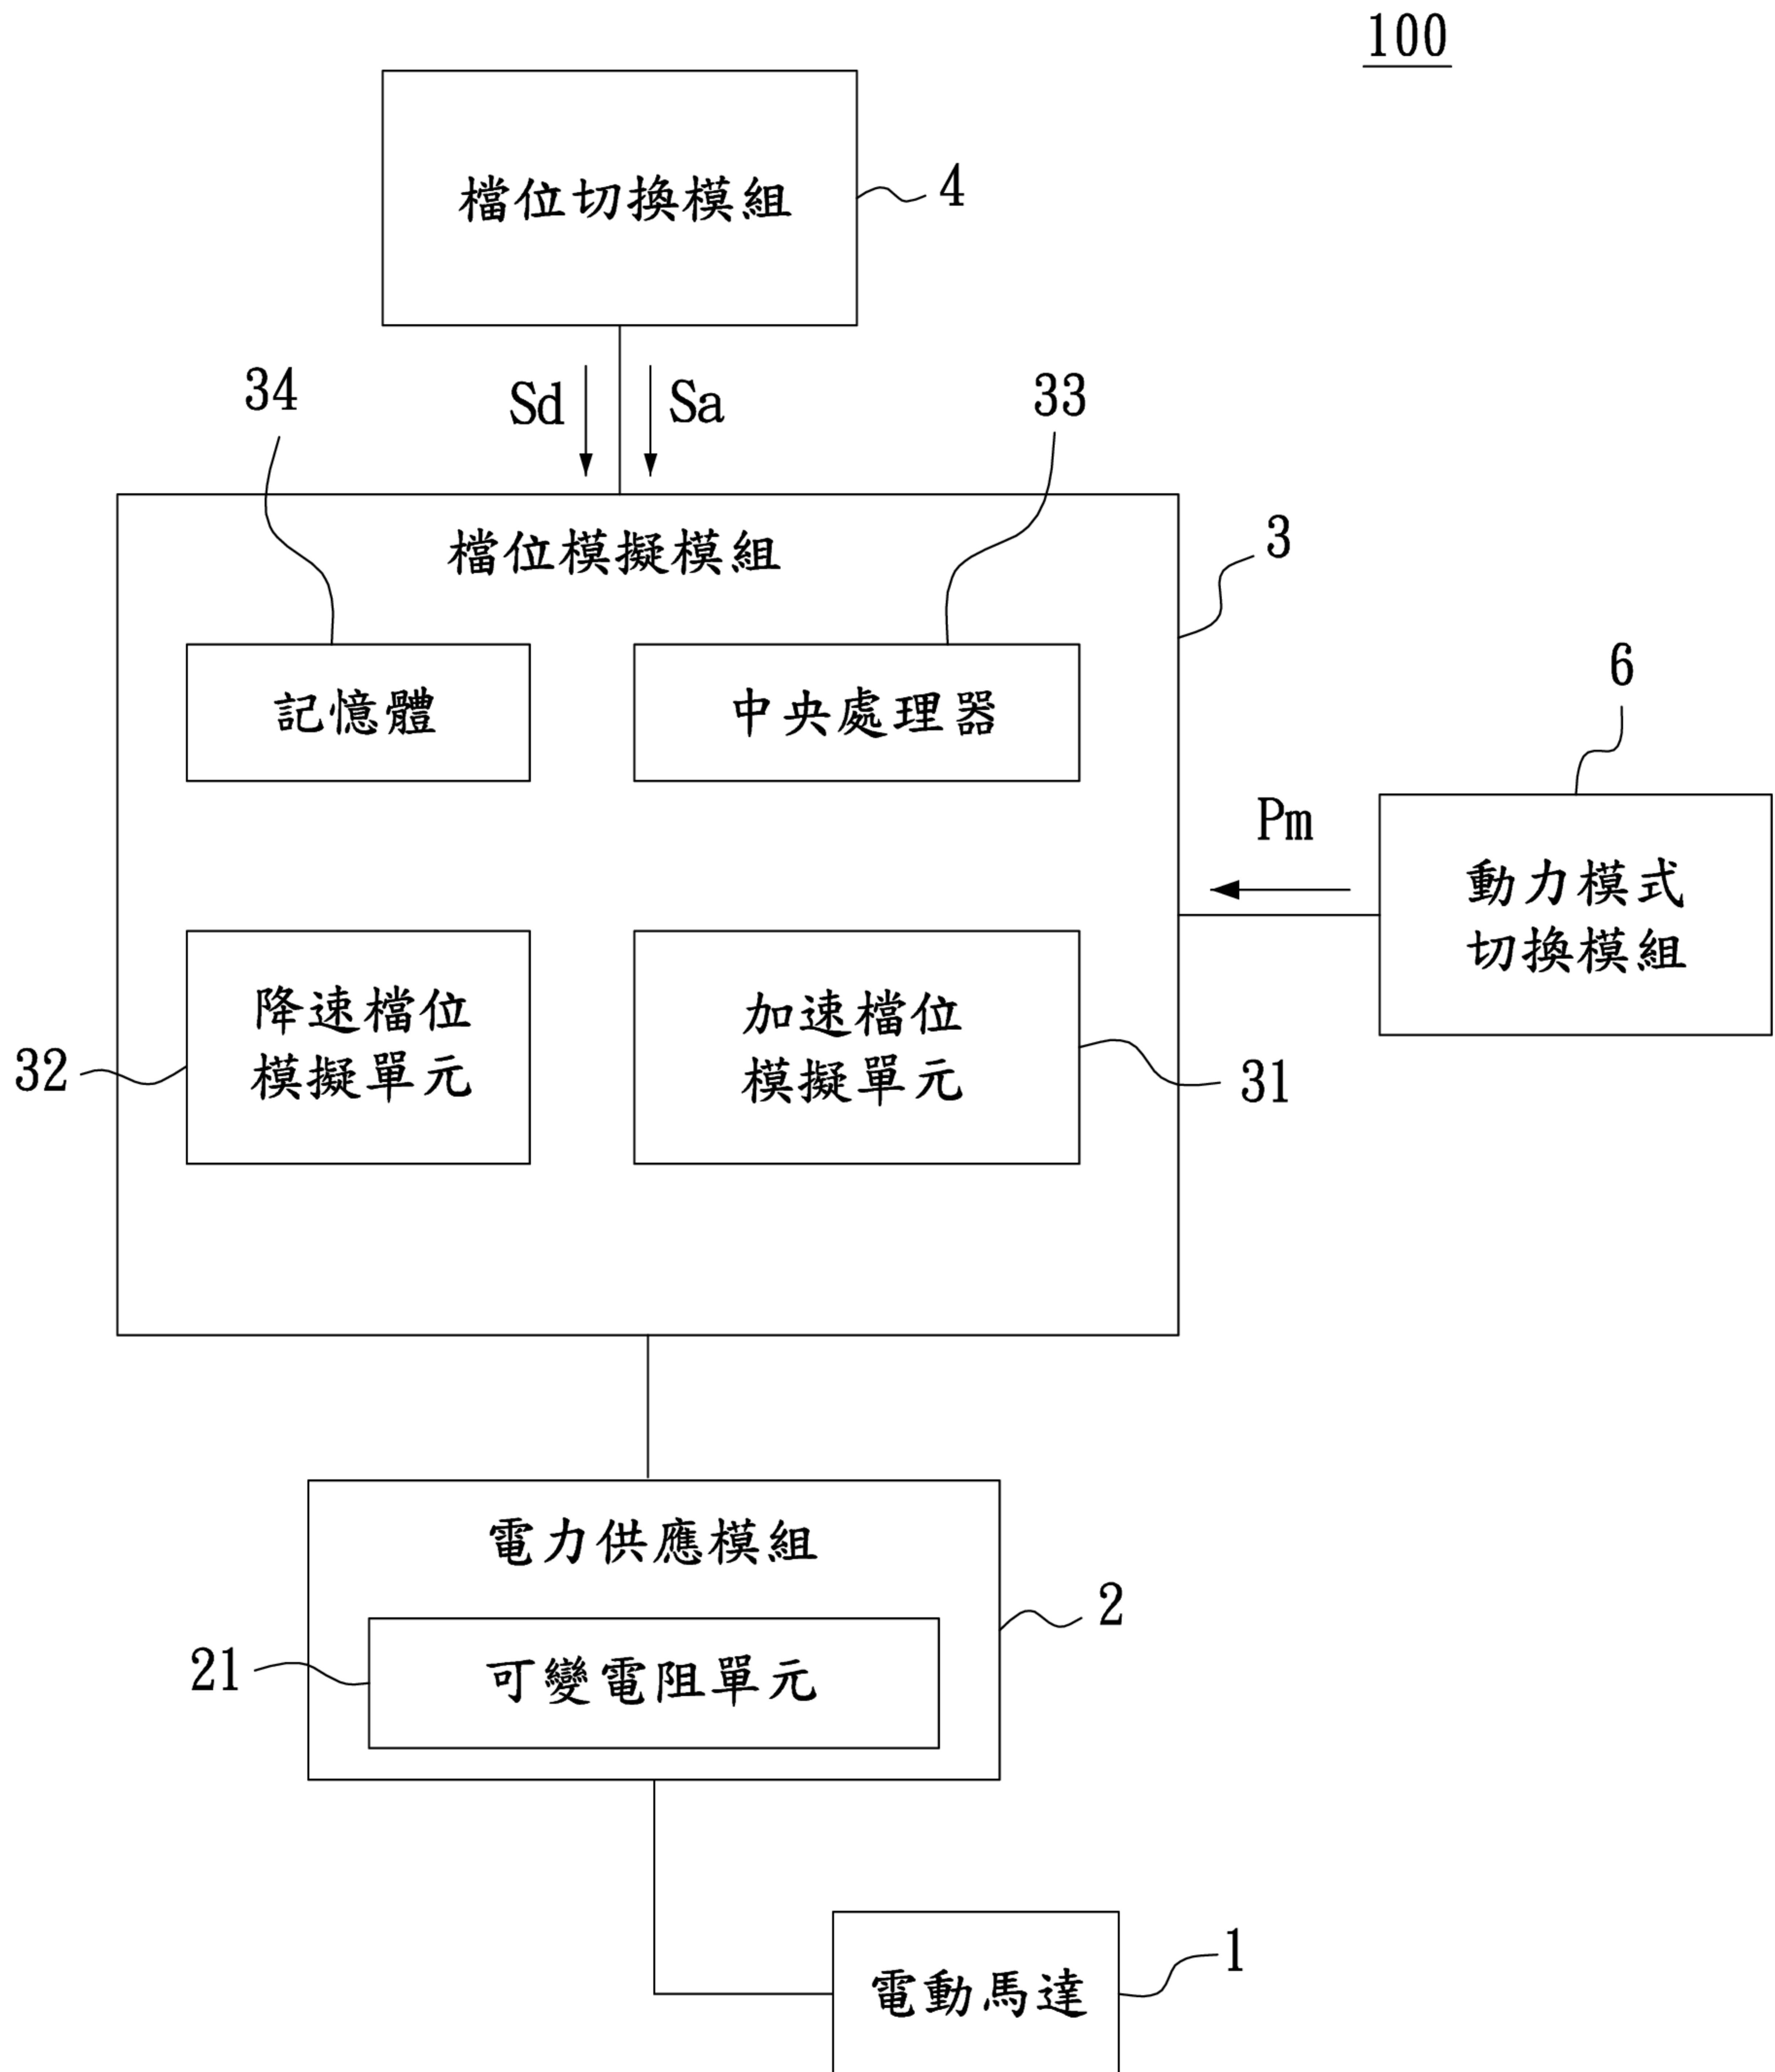 100
檔位切換模組
4
34
Sd
Sa
33
檔位模擬模組
3
記憶體
中央處理器
6
Pm
動力模式
切換模組
降速檔位
模擬單元
32
加速檔位
模擬單元
31
電力供應模組
2
21
可變電阻單元
電動馬達
1